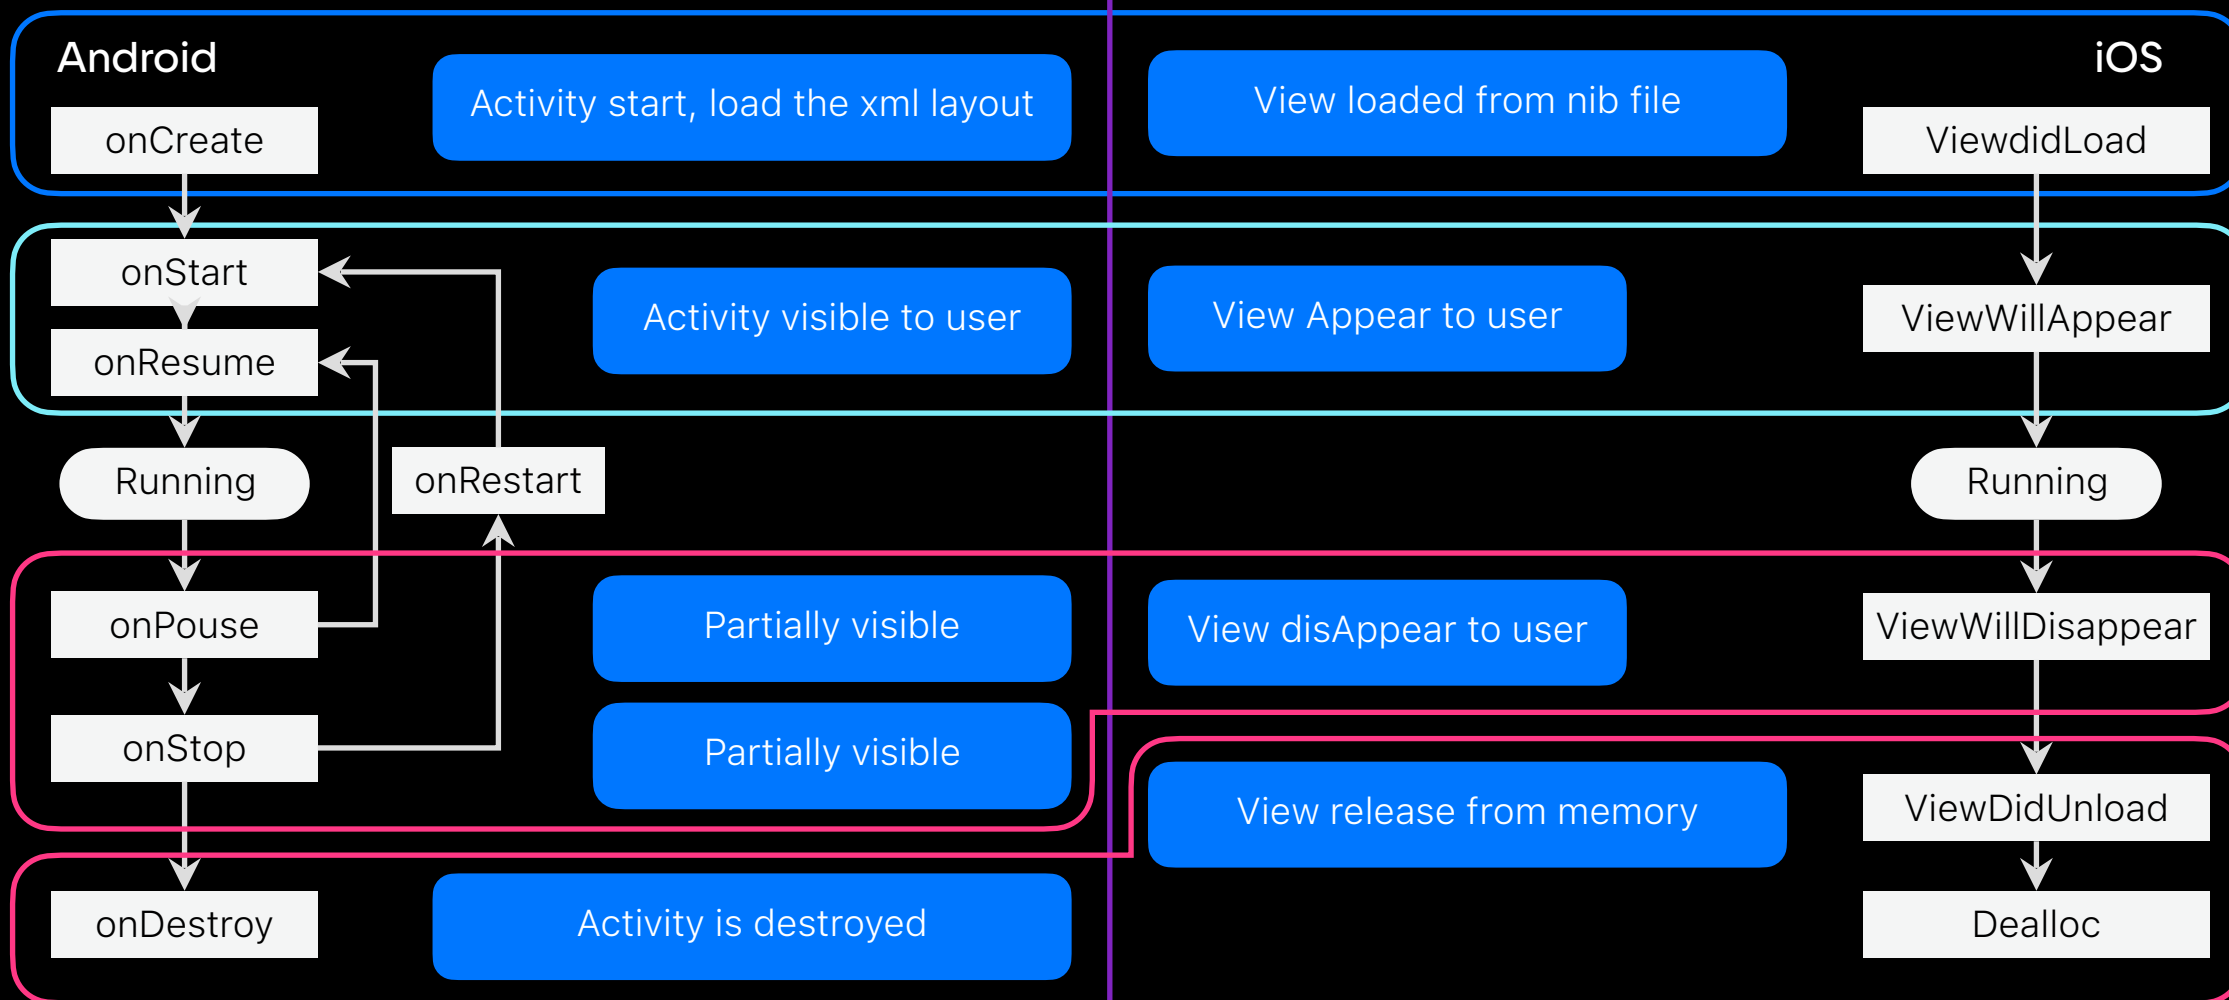 Android
iOS
Activity start, load the xml layout
View loaded from nib file
onCreate
ViewdidLoad
onStart
Activity visible to user
View Appear to user
ViewWillAppear
onResume
Running
onRestart
Running
onPouse
Partially visible
View disAppear to user
ViewWillDisappear
onStop
Partially visible
View release from memory
ViewDidUnload
onDestroy
Activity is destroyed
Dealloc